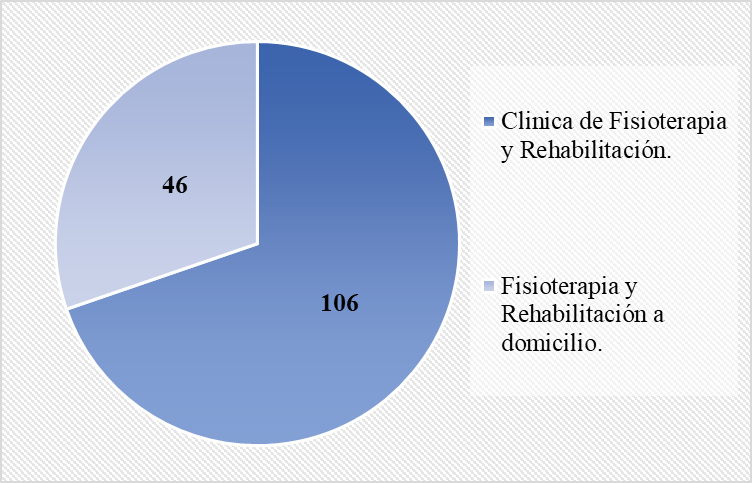 46
106
Clinica de Fisioterapia
y Rehabilitación.
Fisioterapia y
Rehabilitación a
domicilio.